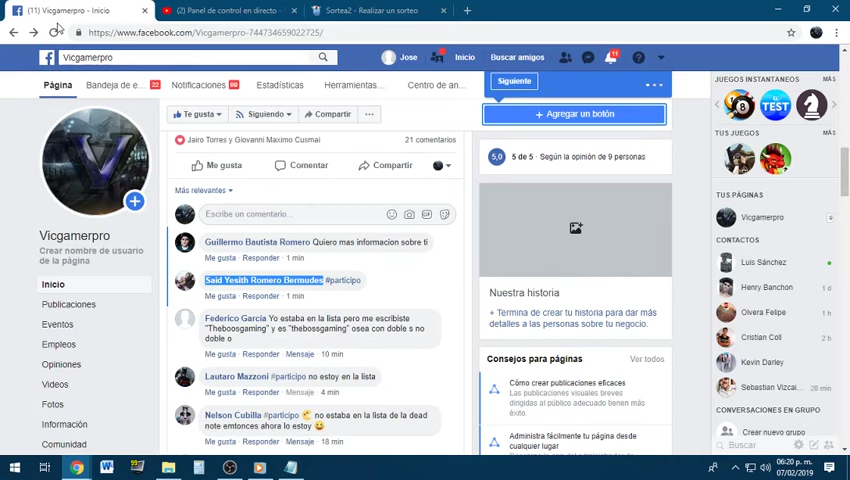 (11) Vicgamerpro - Inicio
(2) Panel de control en directo -
Sortea2 - Realizar un sorteo
https://www.facebook.com/Vicgamerpro-744734659022725/
Vicgamerpro
Jose
Inicio
Buscar amigos
11
Página
Bandeja de e...
22
Notificaciones
99
Estadísticas
Herramientas...
Centro de an...
Siguiente
JUEGOS INSTANTÁNEOS
MÁS
Te gusta
Siguiendo
Compartir
+ Agregar un botón
Jairo Torres y Giovanni Maximo Cusmai
21 comentarios
Me gusta
Comentar
Compartir
5,0
5 de 5 · Según la opinión de 9 personas
TUS JUEGOS
MÁS
Más relevantes
Escribe un comentario...
TUS PÁGINAS
Vicgamerpro
Vicgamerpro
Crear nombre de usuario
de la página
Guillermo Bautista Romero Quiero mas informacion sobre ti
Me gusta · Responder · 1 min
Said Yesith Romero Bermudes #participo
Me gusta · Responder · 1 min
CONTACTOS
Luis Sánchez
Henry Banchon
1 d
Olvera Felipe
1 d
Cristian Coll
2 h
Kevin Darley
Sebastian Vizcai...
28 min
Inicio
Publicaciones
Eventos
Empleos
Opiniones
Videos
Fotos
Información
Comunidad
Federico Garcia Yo estaba en la lista pero me escribiste
"Theboosgaming" y es "thebossgaming" osea con doble s no
doble o
Me gusta · Responder · Mensaje · 10 min
Lautaro Mazzoni #participo no estoy en la lista
Me gusta · Responder · Mensaje · 4 min
Nelson Cubilla #participo 🤔 no estaba en la lista de la dead
note emtonces ahora lo estoy 😀
Me gusta · Responder · Mensaje · 18 min
Nuestra historia
+ Termina de crear tu historia para dar más
detalles a las personas sobre tu negocio.
Consejos para páginas
Ver todos
Cómo crear publicaciones eficaces
Las publicaciones visuales breves
dirigidas al público adecuado tienen más
éxito.
Administra fácilmente tu página desde
cualquier lugar
CONVERSACIONES EN GRUPO
Crear nuevo grupo
Buscar
06:20 p. m.
07/02/2019